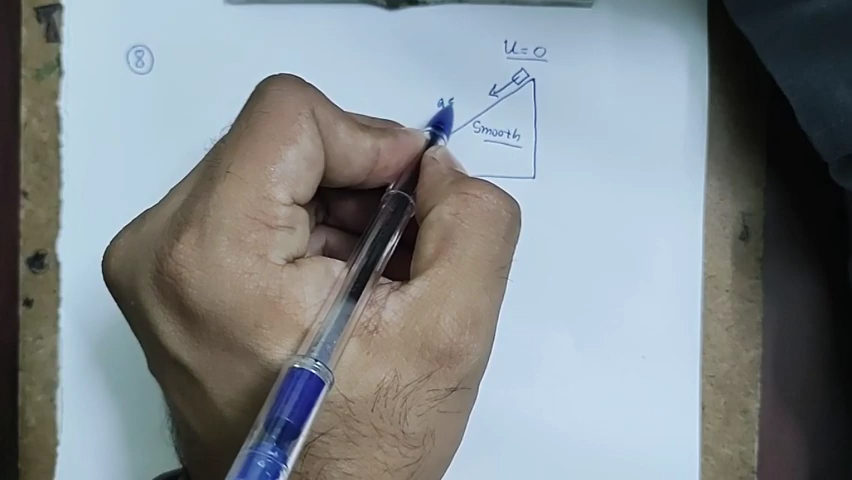 8
u = 0
smooth